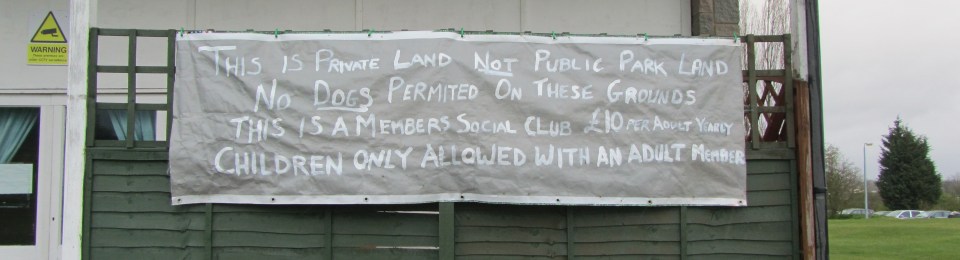 WARNING
THIS IS PRIVATE LAND NOT PUBLIC PARK LAND
NO DOGS PERMITED ON THESE GROUNDS
THIS IS A MEMBERS SOCIAL CLUB £10 PER ADULT YEARLY
CHILDREN ONLY ALLOWED WITH AN ADULT MEMBER